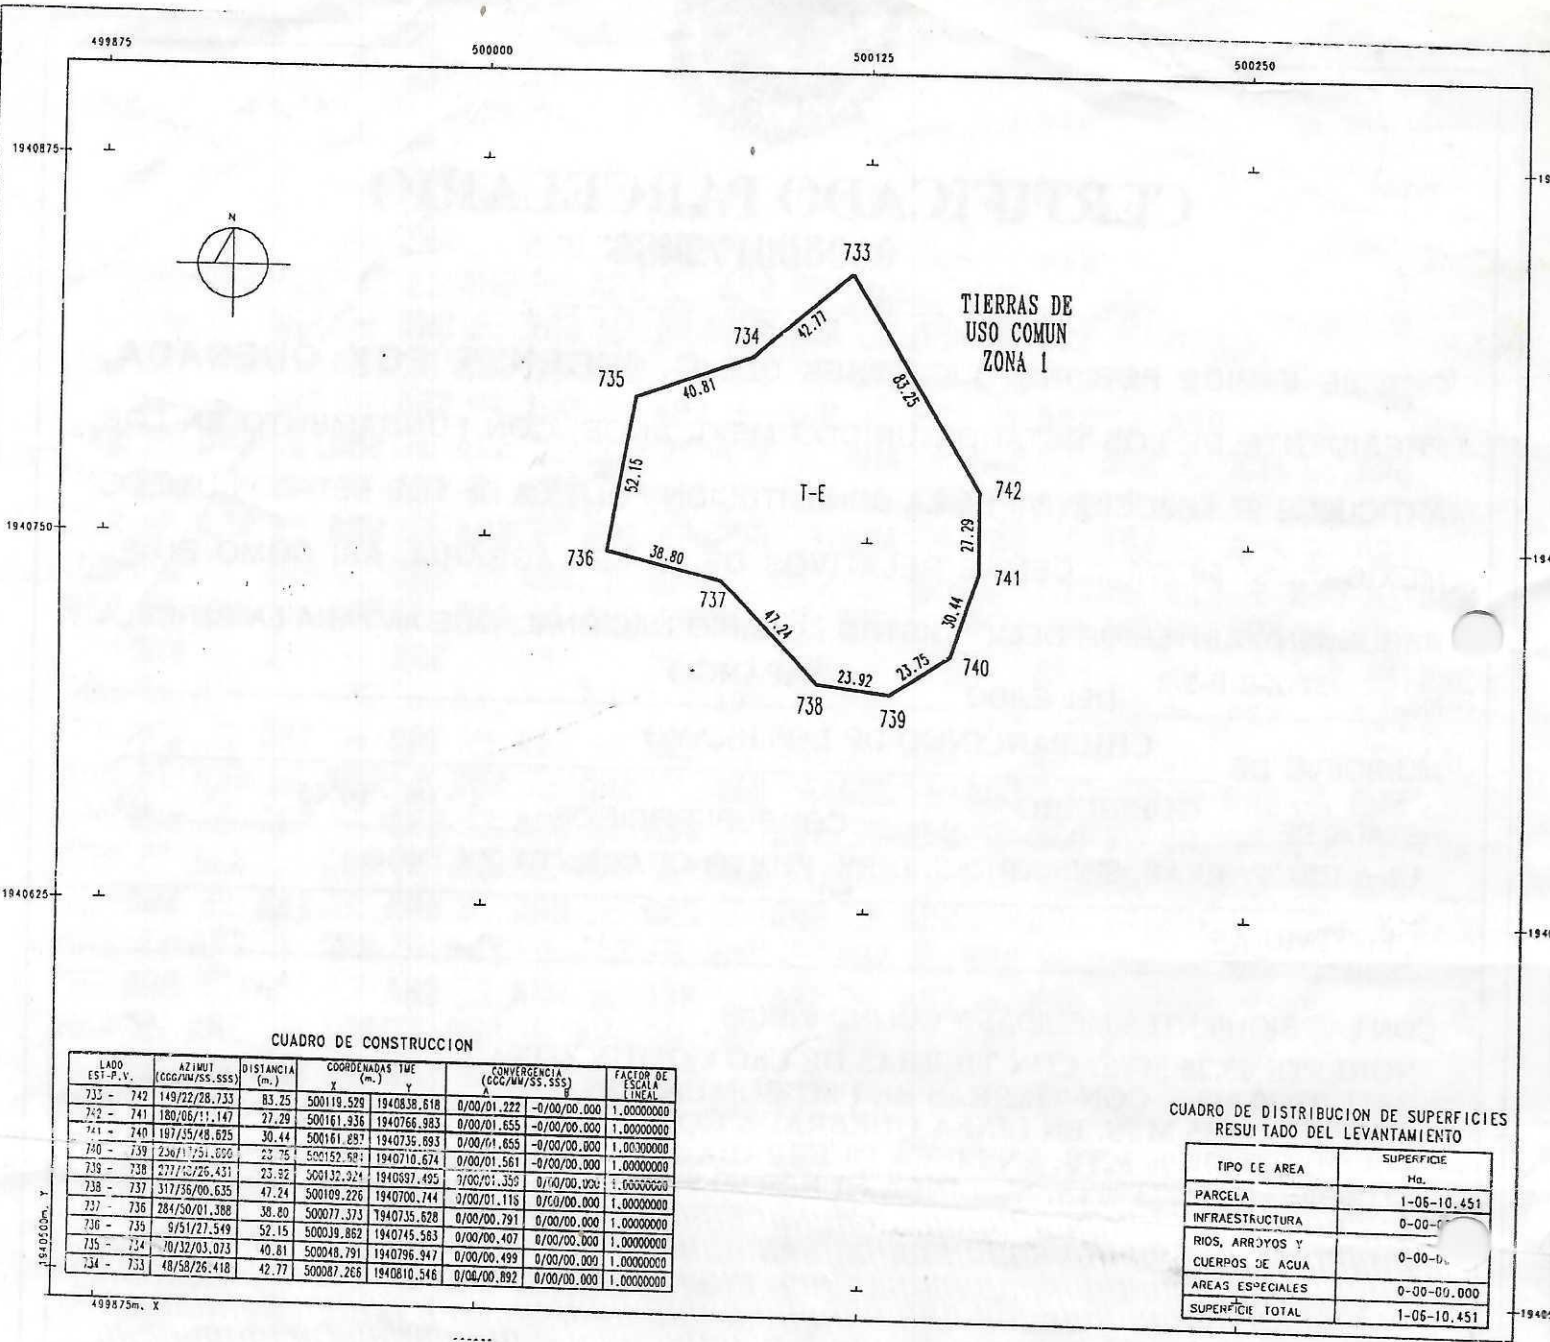 499875
500000
500125
500250
1940875
N
733
TIERRAS DE
USO COMUN
ZONA 1
734
42.77
735
40.81
83.25
52.15
T-E
742
1940750
736
38.80
27.29
737
741
47.24
30.44
740
23.75
23.92
738
739
1940625
CUADRO DE CONSTRUCCION
LADO EST-P.V. AZIMUT (GGG/MM/SS.SSS) DISTANCIA (m.) COORDENADAS TME (m.) X Y CONVERGENCIA (GGG/MM/SS.SSS) A B FACTOR DE ESCALA LINEAL
733 - 742 149/22/28.733 83.25 500119.529 1940838.618 0/00/01.222 -0/00/00.000 1.00000000
742 - 741 180/06/11.147 27.29 500161.936 1940766.983 0/00/01.655 -0/00/00.000 1.00000000
741 - 740 197/35/48.625 30.44 500161.887 1940739.693 0/00/01.655 -0/00/00.000 1.00000000
740 - 739 23.75 1940710.674 0/00/01.561 -0/00/00.000 1.00000000
739 - 738 23.92 1940697.495 -0/00/00.000 1.00000000
738 - 737 317/36/00.635 47.24 500109.226 1940700.744 0/00/01.116 0/00/00.000 1.00000000
737 - 736 284/50/01.388 38.80 500077.373 1940735.628 0/00/00.791 0/00/00.000 1.00000000
736 - 735 9/51/27.549 52.15 500039.862 1940745.563 0/00/00.407 0/00/00.000 1.00000000
735 - 734 70/32/03.073 40.81 500048.791 1940796.947 0/00/00.499 0/00/00.000 1.00000000
734 - 733 48/58/26.418 42.77 500087.266 1940810.546 0/00/00.892 0/00/00.000 1.00000000
1940500m. Y
499875m. X
CUADRO DE DISTRIBUCION DE SUPERFICIES
RESULTADO DEL LEVANTAMIENTO
TIPO DE AREA SUPERFICIE Ha.
PARCELA 1-06-10.451
INFRAESTRUCTURA 0-00-0
RIOS, ARROYOS Y
CUERPOS DE AGUA 0-00-0
AREAS ESPECIALES 0-00-00.000
SUPERFICIE TOTAL 1-06-10.451